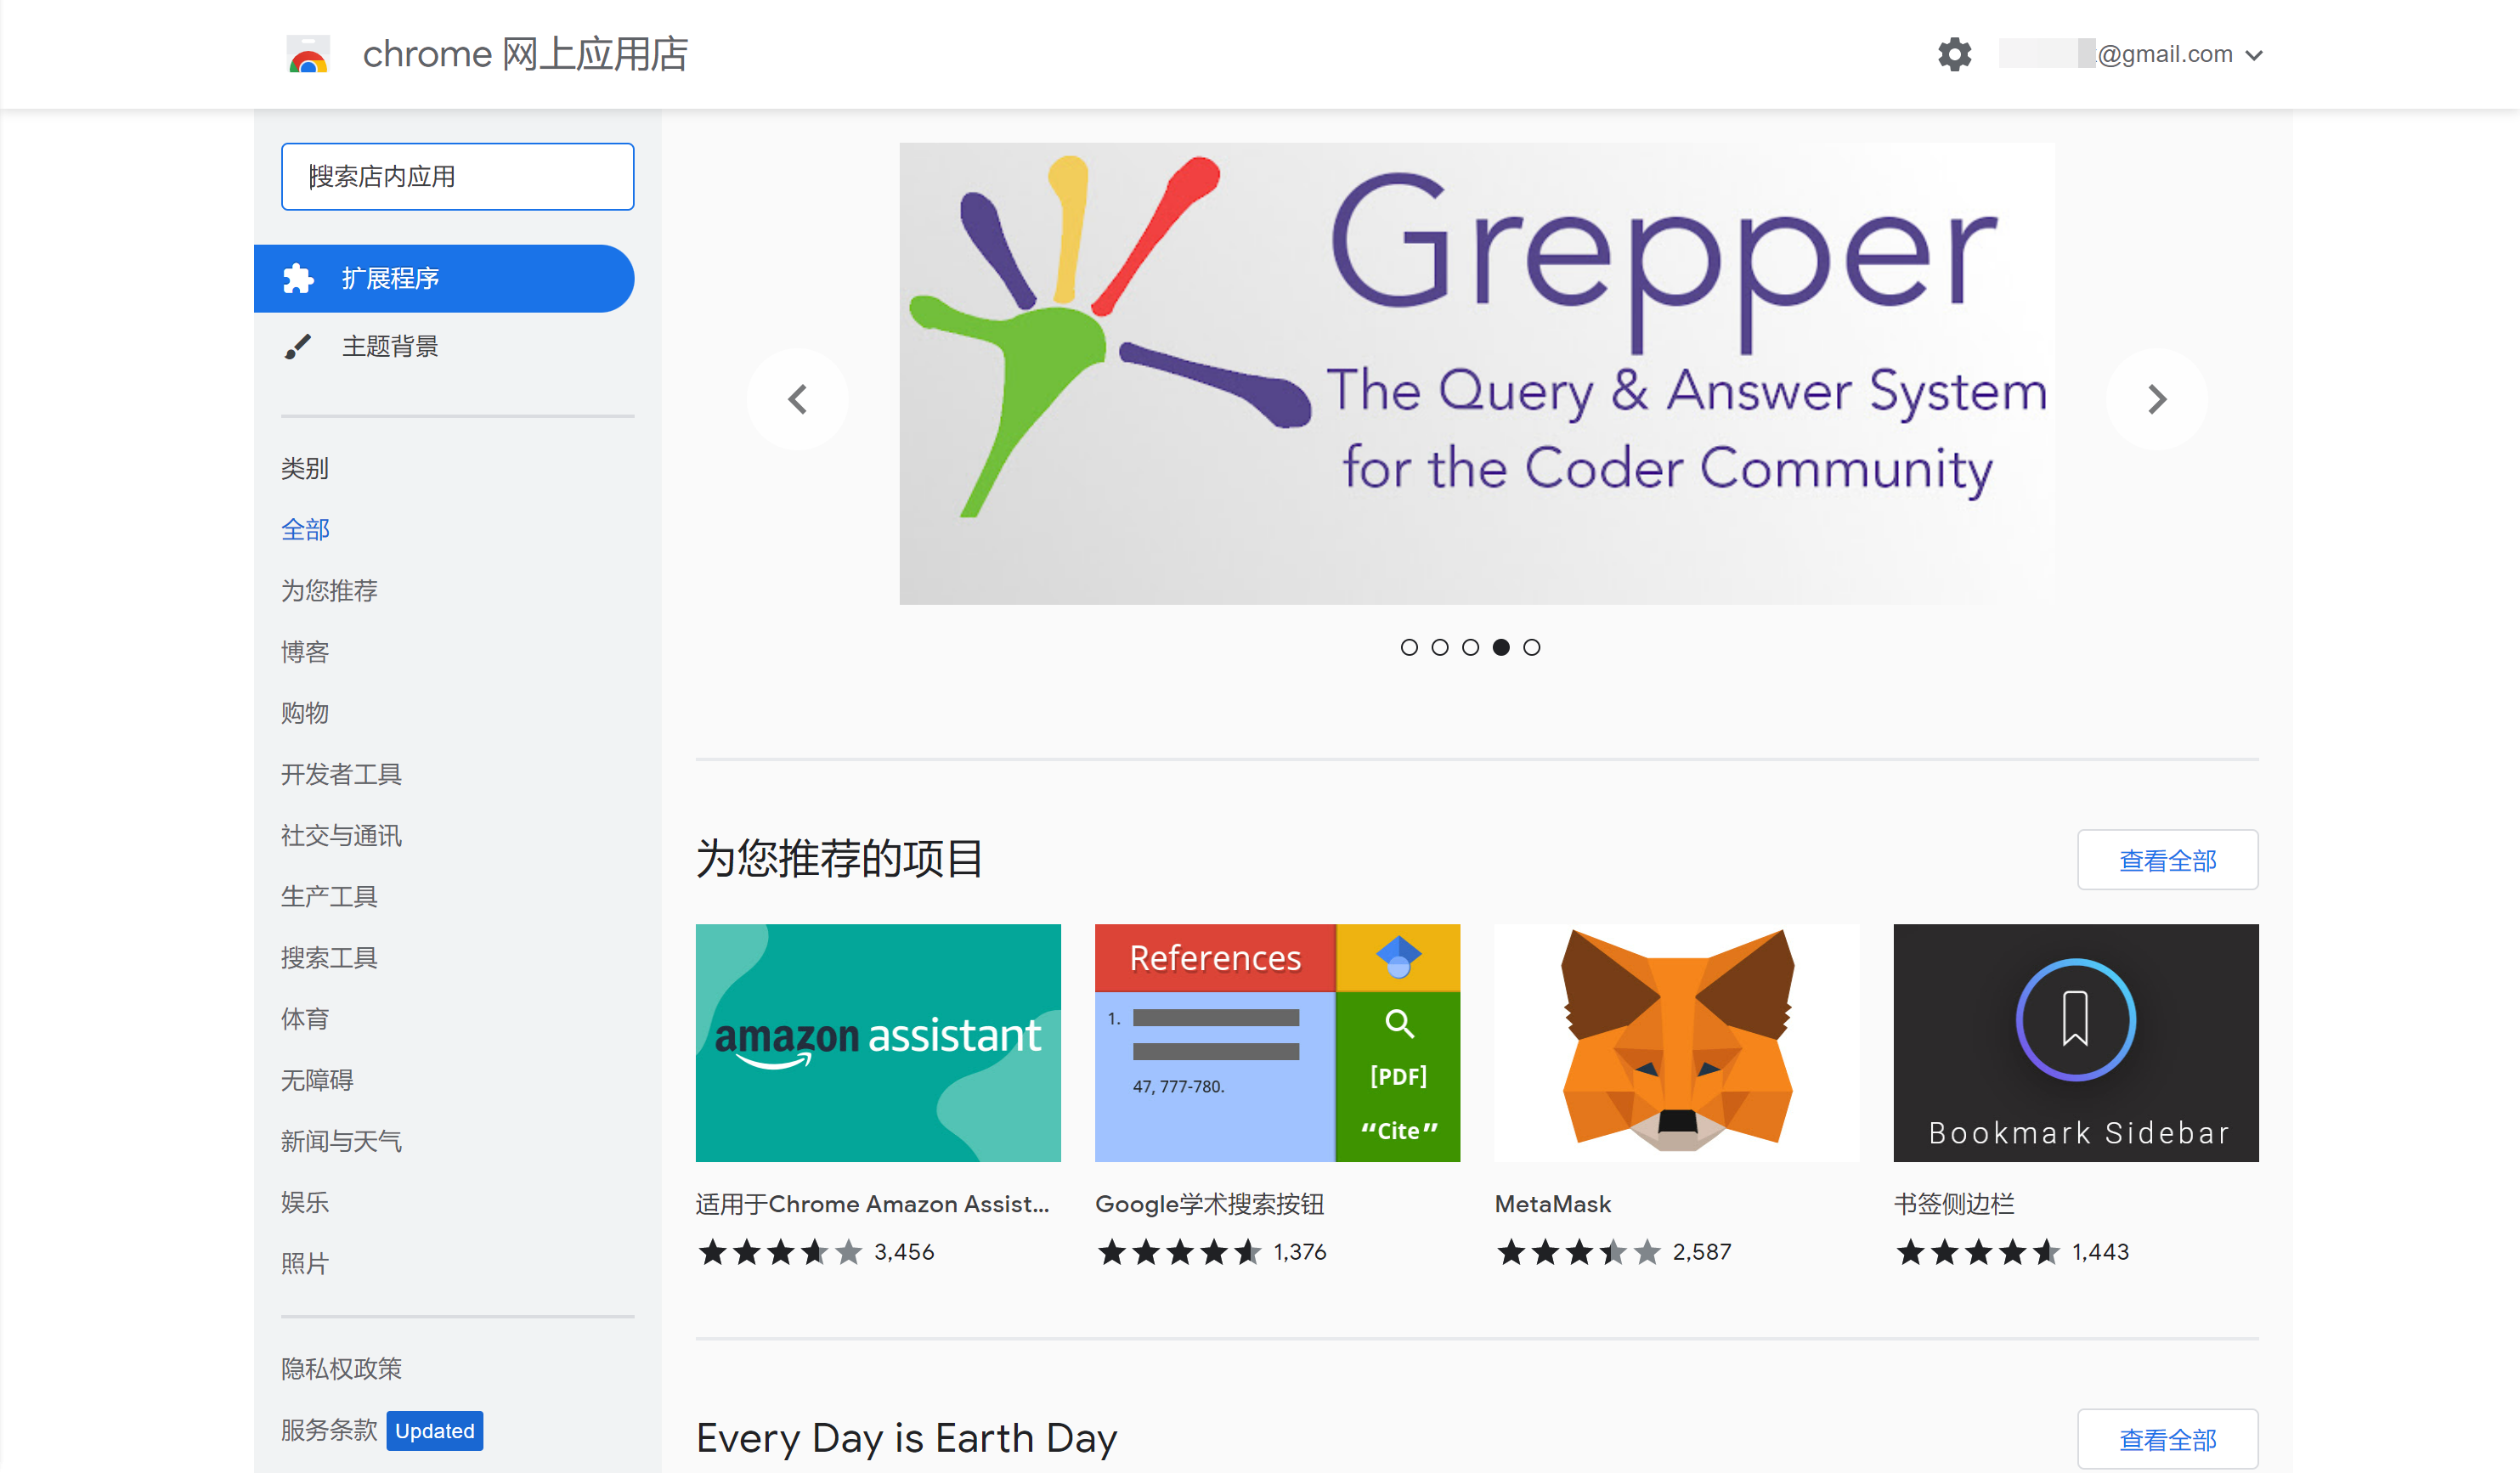 chrome 网上应用店
@gmail.com
搜索店内应用
扩展程序
主题背景
类别
全部
为您推荐
博客
购物
开发者工具
社交与通讯
生产工具
搜索工具
体育
无障碍
新闻与天气
娱乐
照片
隐私权政策
服务条款 Updated
Grepper
The Query & Answer System
for the Coder Community
为您推荐的项目
查看全部
amazon assistant
References
1.
47, 777-780.
[PDF]
“Cite”
Bookmark Sidebar
适用于Chrome Amazon Assist...
3,456
Google学术搜索按钮
1,376
MetaMask
2,587
书签侧边栏
1,443
Every Day is Earth Day
查看全部